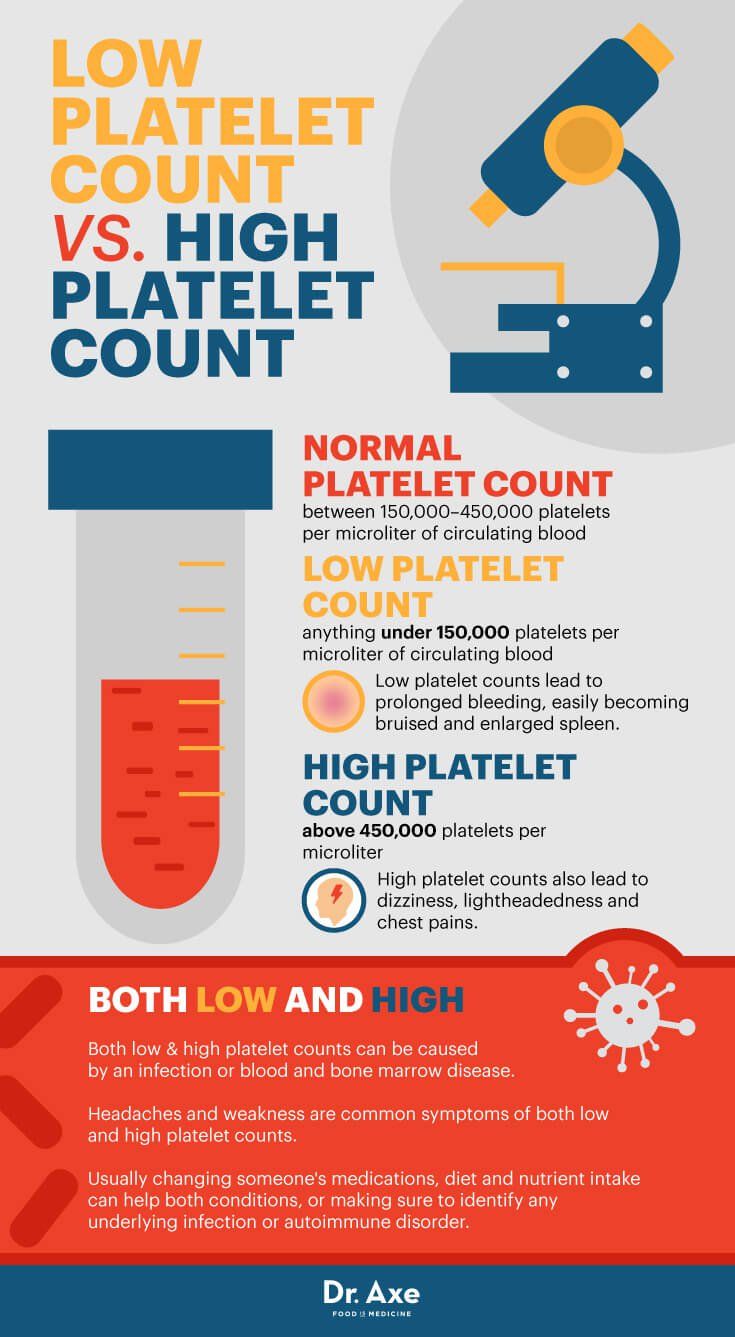 LOW
PLATELET
COUNT
VS. HIGH
PLATELET
COUNT
NORMAL
PLATELET COUNT
between 150,000–450,000 platelets
per microliter of circulating blood
LOW PLATELET
COUNT
anything under 150,000 platelets per
microliter of circulating blood
Low platelet counts lead to
prolonged bleeding, easily becoming
bruised and enlarged spleen.
HIGH PLATELET
COUNT
above 450,000 platelets per
microliter
High platelet counts also lead to
dizziness, lightheadedness and
chest pains.
BOTH LOW AND HIGH
Both low & high platelet counts can be caused
by an infection or blood and bone marrow disease.
Headaches and weakness are common symptoms of both low
and high platelet counts.
Usually changing someone's medications, diet and nutrient intake
can help both conditions, or making sure to identify any
underlying infection or autoimmune disorder.
Dr. Axe
FOOD IS MEDICINE